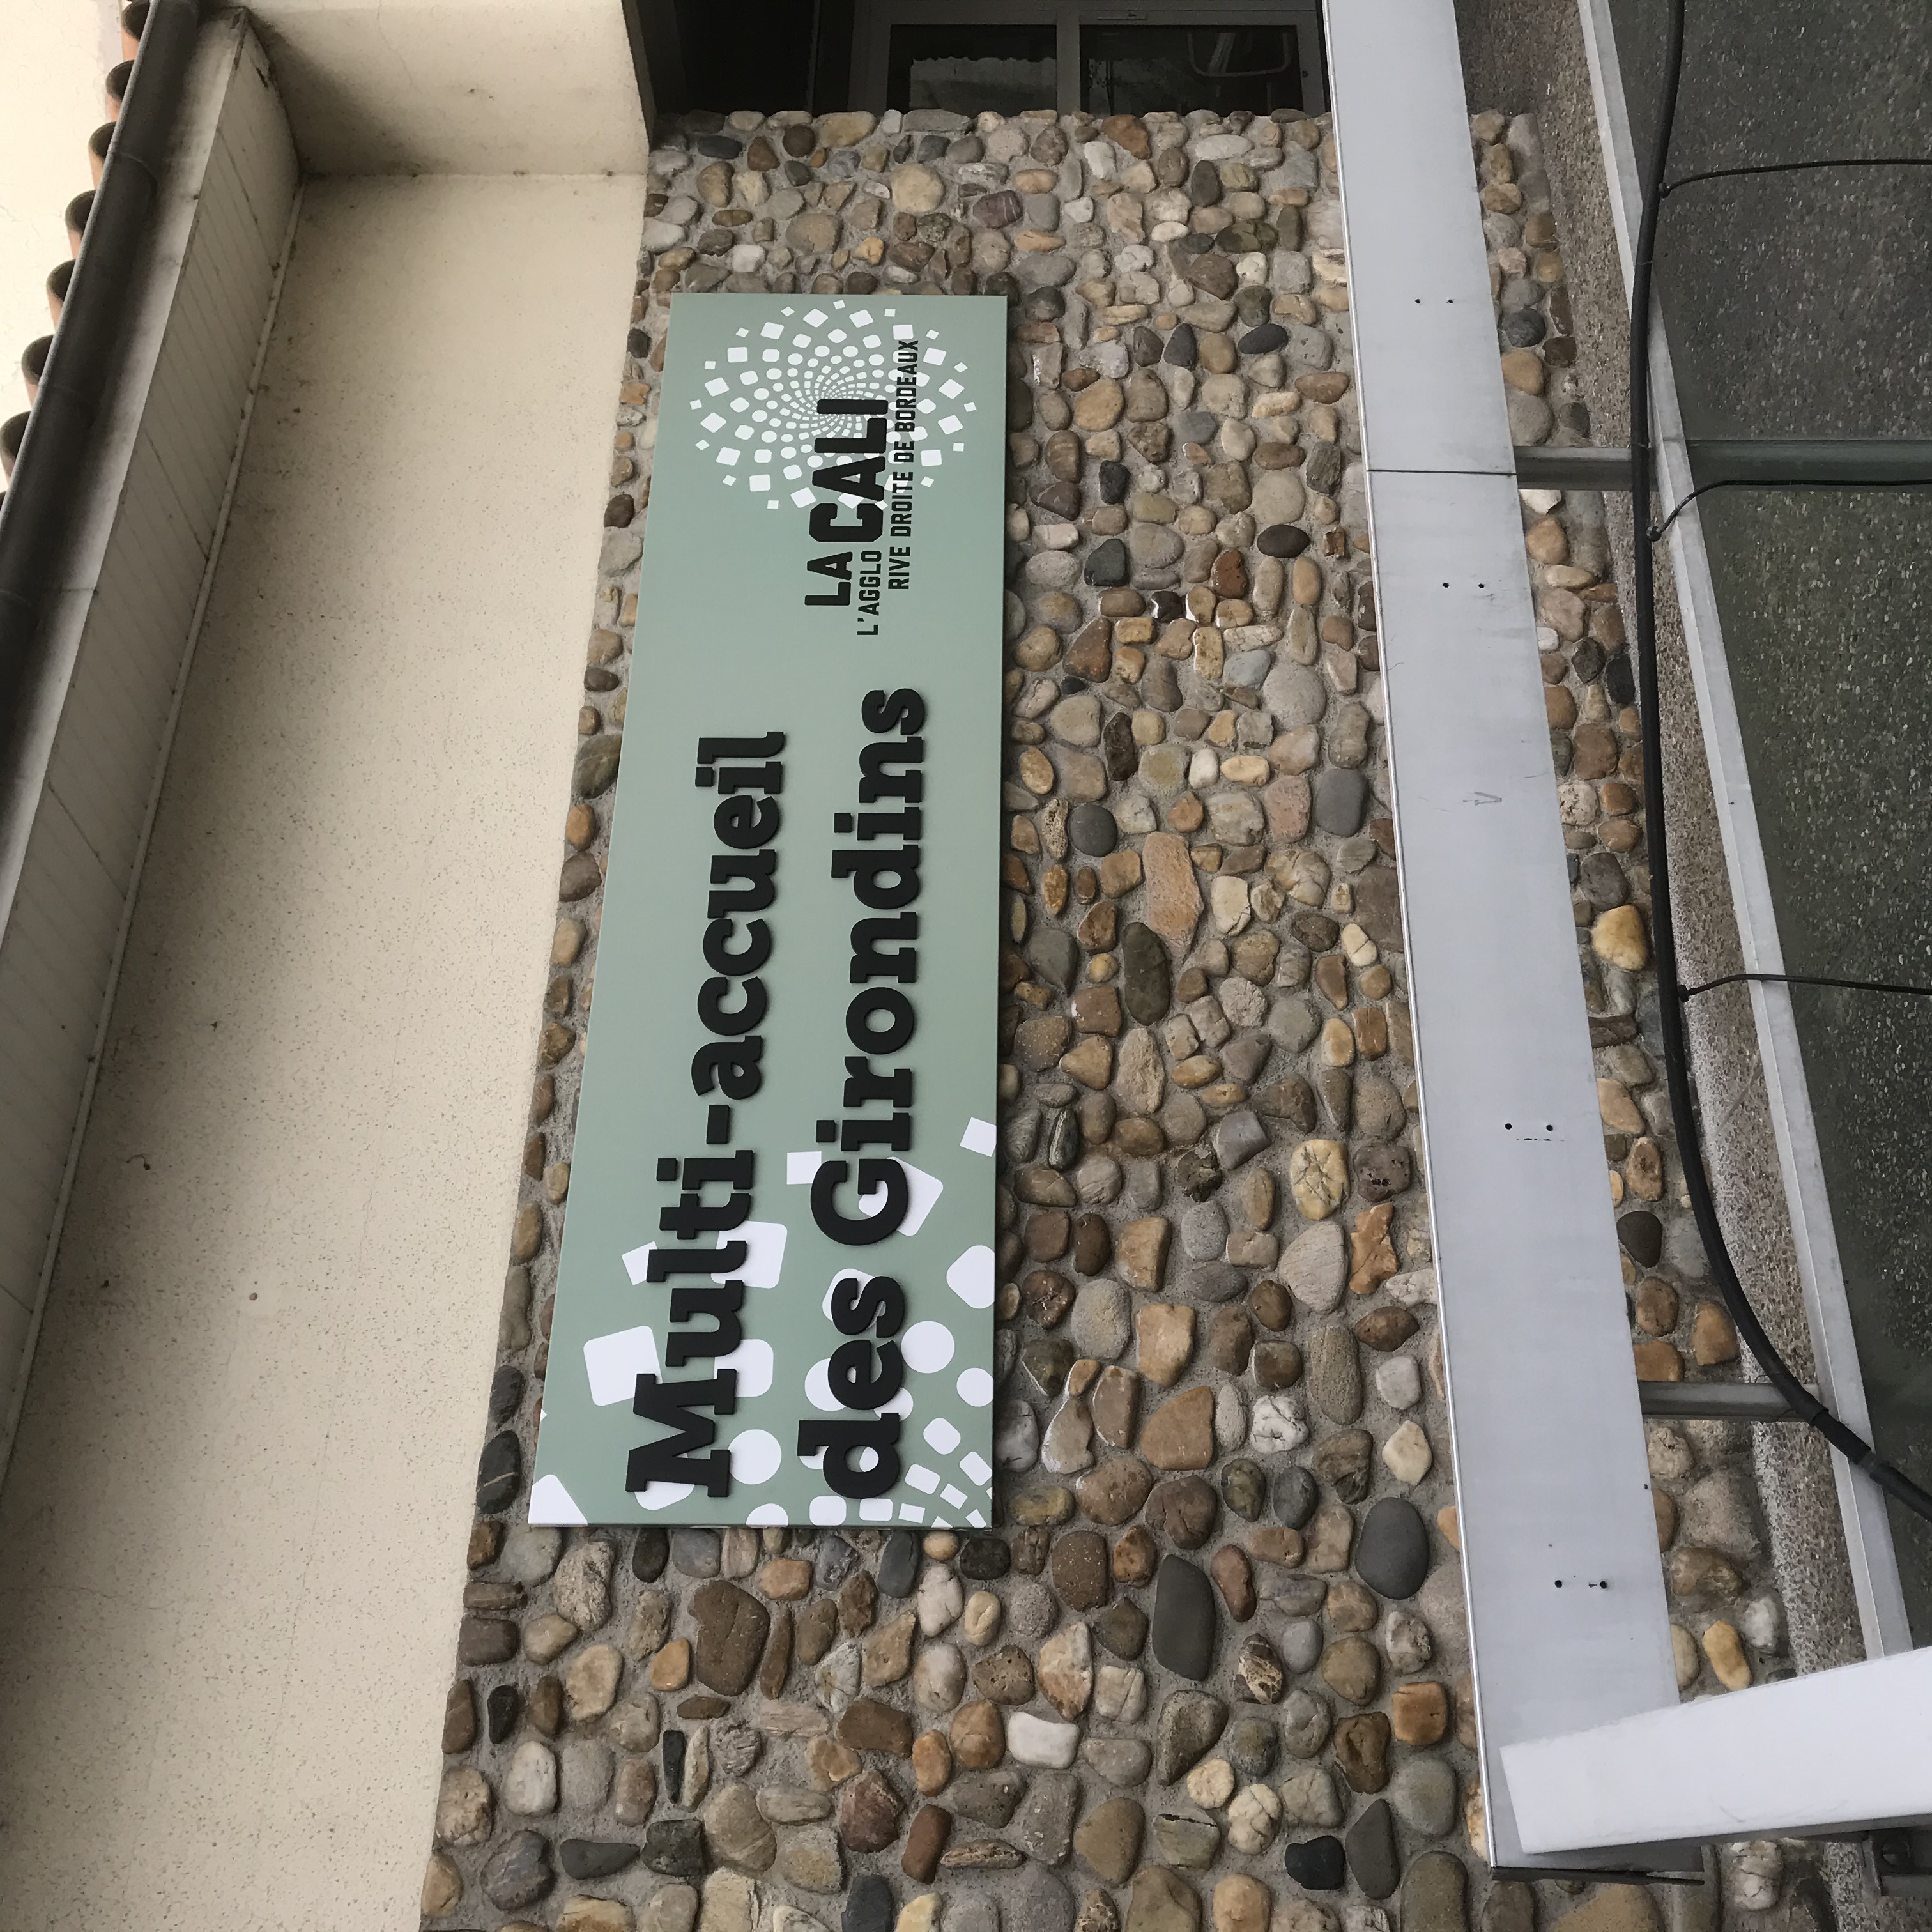 Multi-accueil
des Girondins
LA CALI
L'AGGLO
RIVE DROITE DE BORDEAUX